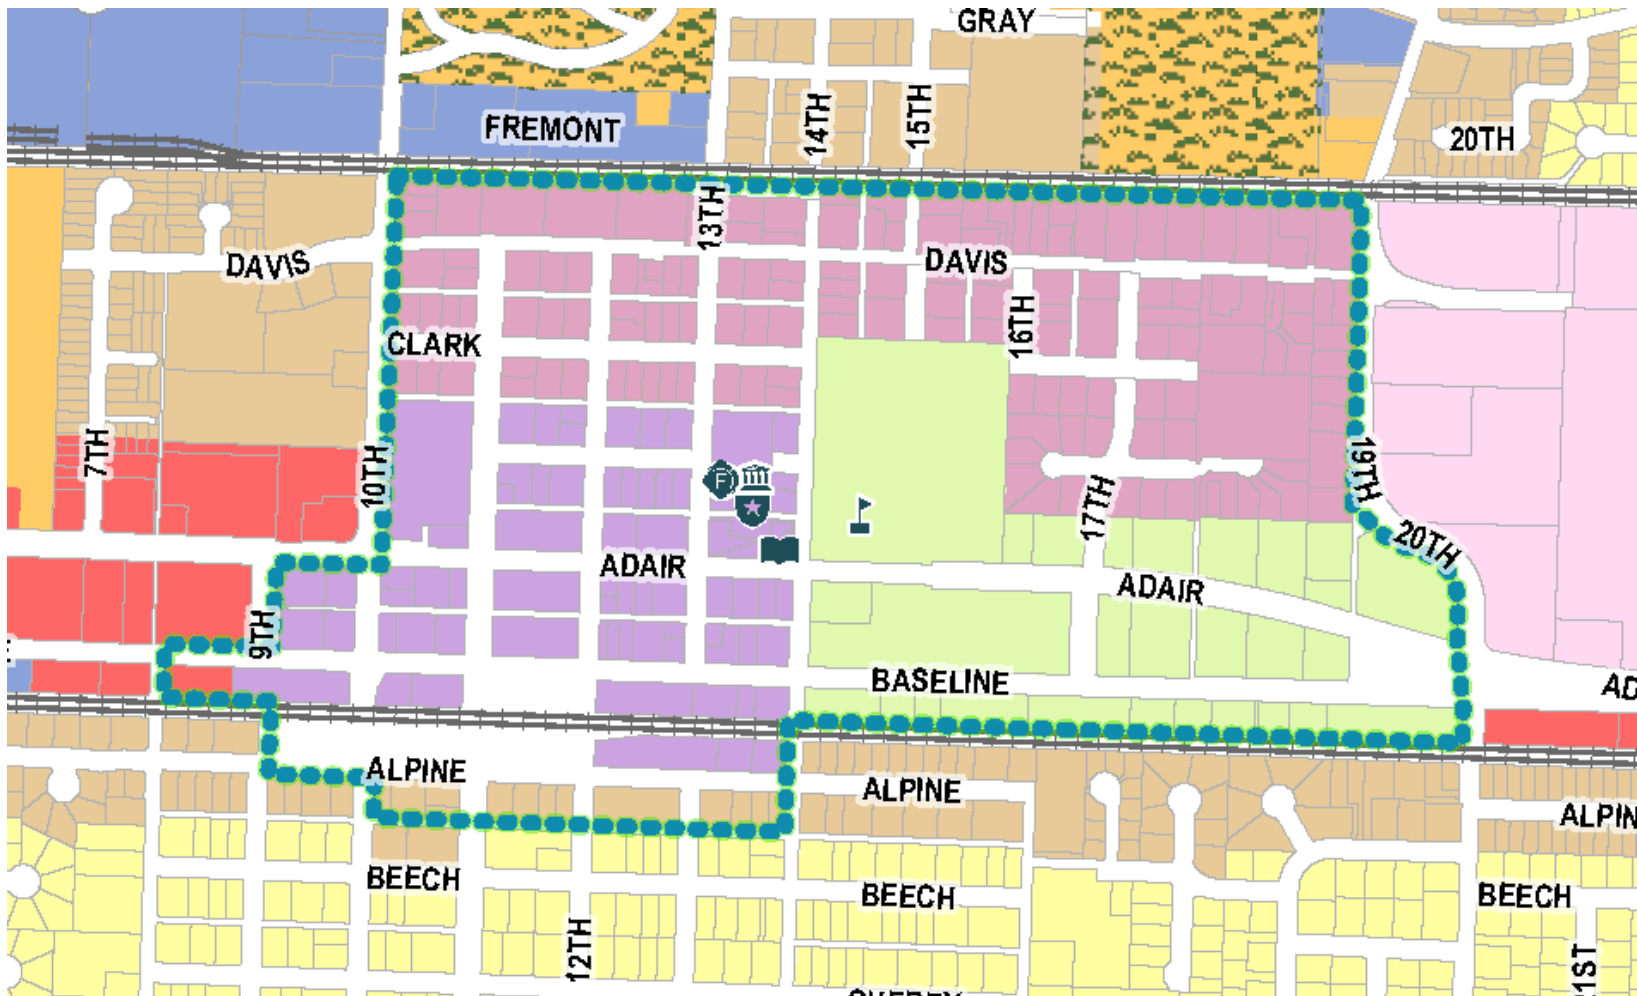 GRAY
14TH
15TH
FREMONT
20TH
13TH
DAVIS
DAVIS
16TH
CLARK
7TH
10TH
19TH
F
17TH
20TH
ADAIR
ADAIR
9TH
BASELINE
AD
ALPINE
ALPINE
ALPIN
BEECH
BEECH
BEECH
12TH
1ST